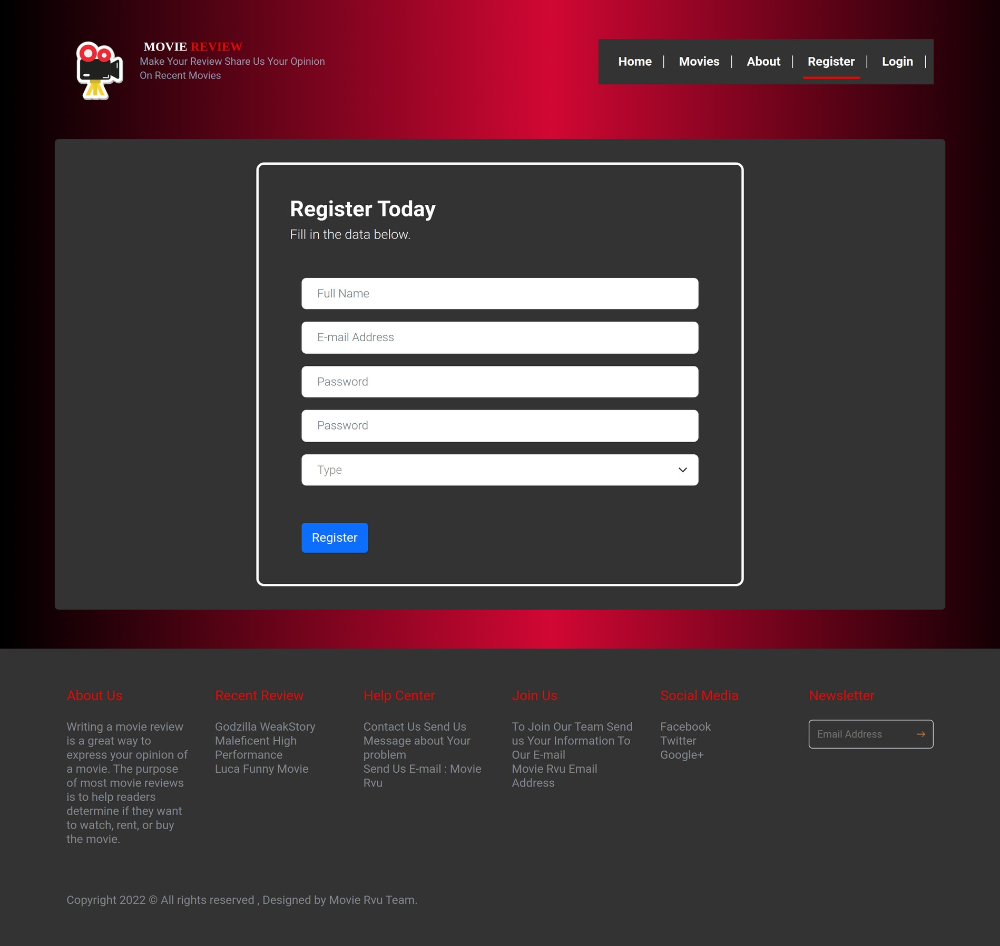 MOVIE REVIEW
Make Your Review Share Us Your Opinion
On Recent Movies
Home
Movies
About
Register
Login
Register Today
Fill in the data below.
Full Name
E-mail Address
Password
Password
Type
Register
About Us
Writing a movie review
is a great way to
express your opinion of
a movie. The purpose
of most movie reviews
is to help readers
determine if they want
to watch, rent, or buy
the movie.
Recent Review
Godzilla WeakStory
Maleficent High
Performance
Luca Funny Movie
Help Center
Contact Us Send Us
Message about Your
problem
Send Us E-mail : Movie
Rvu
Join Us
To Join Our Team Send
us Your Information To
Our E-mail
Movie Rvu Email
Address
Social Media
Facebook
Twitter
Google+
Newsletter
Email Address
Copyright 2022 © All rights reserved , Designed by Movie Rvu Team.